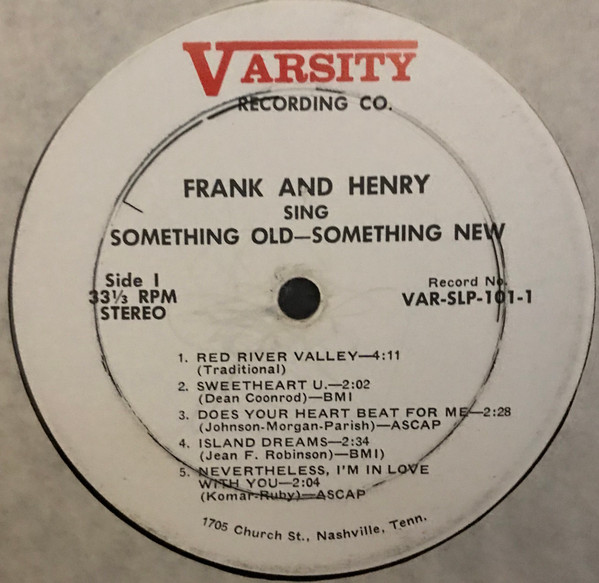 VARSITY
RECORDING CO.
FRANK AND HENRY
SING
SOMETHING OLD—SOMETHING NEW
Side 1
33⅓ RPM
STEREO
Record No.
VAR-SLP-101-1
1. RED RIVER VALLEY—4:11
(Traditional)
2. SWEETHEART U.—2:02
(Dean Coonrod)—BMI
3. DOES YOUR HEART BEAT FOR ME—2:28
(Johnson-Morgan-Parish)—ASCAP
4. ISLAND DREAMS—2:34
(Jean F. Robinson)—BMI)
5. NEVERTHELESS, I'M IN LOVE
WITH YOU—2:04
(Komar-Ruby)—ASCAP
1705 Church St., Nashville, Tenn.